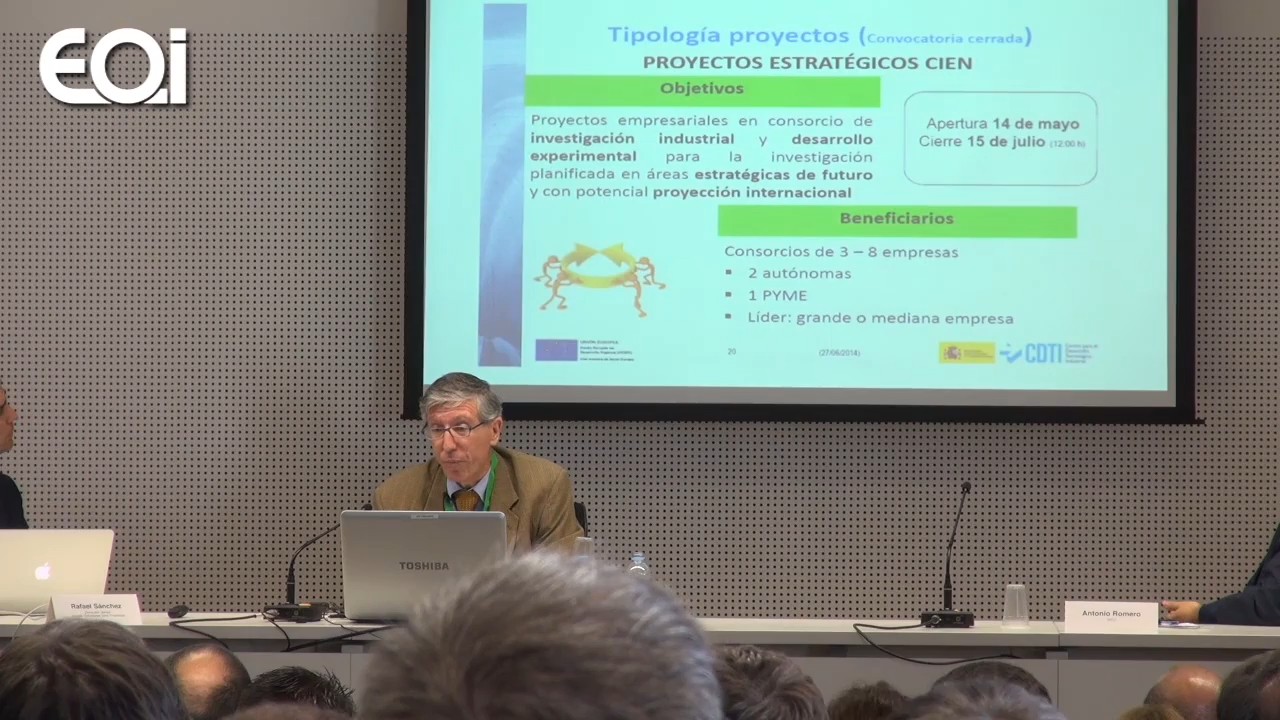 EOi
Tipología proyectos (Convocatoria cerrada)
PROYECTOS ESTRATÉGICOS CIEN
Objetivos
Proyectos empresariales en consorcio de
investigación industrial y desarrollo
experimental para la investigación
planificada en áreas estratégicas de futuro
y con potencial proyección internacional
Apertura 14 de mayo
Cierre 15 de julio (12:00 h)
Beneficiarios
Consorcios de 3 – 8 empresas
▪ 2 autónomas
▪ 1 PYME
▪ Líder: grande o mediana empresa
UNIÓN EUROPEA
20
(27/06/2014)
CDTI
TOSHIBA
Rafael Sánchez
Antonio Romero